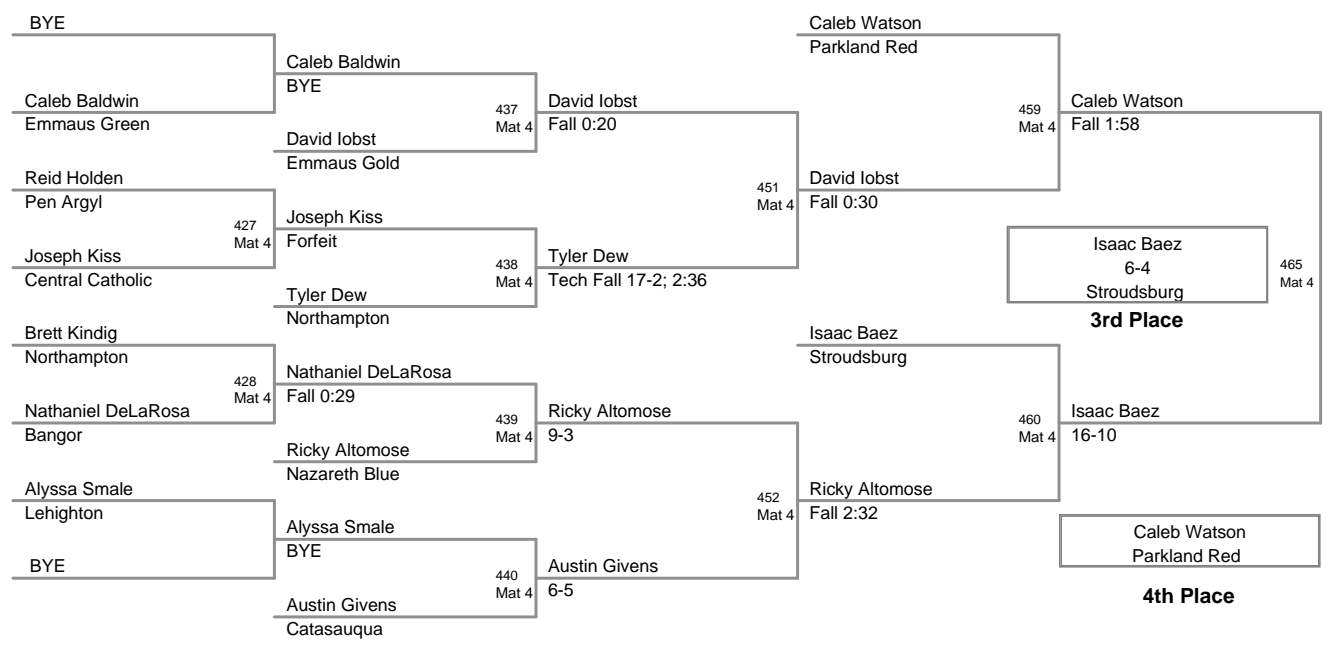 BYE
Caleb Baldwin
Emmaus Green
Reid Holden
Pen Argyl
Joseph Kiss
Central Catholic
Brett Kindig
Northampton
Nathaniel DeLaRosa
Bangor
Alyssa Smale
Lehighton
BYE
427
Mat 4
428
Mat 4
Caleb Baldwin
BYE
David Iobst
Emmaus Gold
Joseph Kiss
Forfeit
Tyler Dew
Northampton
Nathaniel DeLaRosa
Fall 0:29
Ricky Altomose
Nazareth Blue
Alyssa Smale
BYE
Austin Givens
Catasauqua
437
Mat 4
438
Mat 4
439
Mat 4
440
Mat 4
David Iobst
Fall 0:20
Tyler Dew
Tech Fall 17-2; 2:36
Ricky Altomose
9-3
Austin Givens
6-5
451
Mat 4
452
Mat 4
Caleb Watson
Parkland Red
David Iobst
Fall 0:30
Isaac Baez
Stroudsburg
Ricky Altomose
Fall 2:32
459
Mat 4
460
Mat 4
Caleb Watson
Fall 1:58
Isaac Baez
16-10
465
Mat 4
Isaac Baez
6-4
Stroudsburg
3rd Place
Caleb Watson
Parkland Red
4th Place